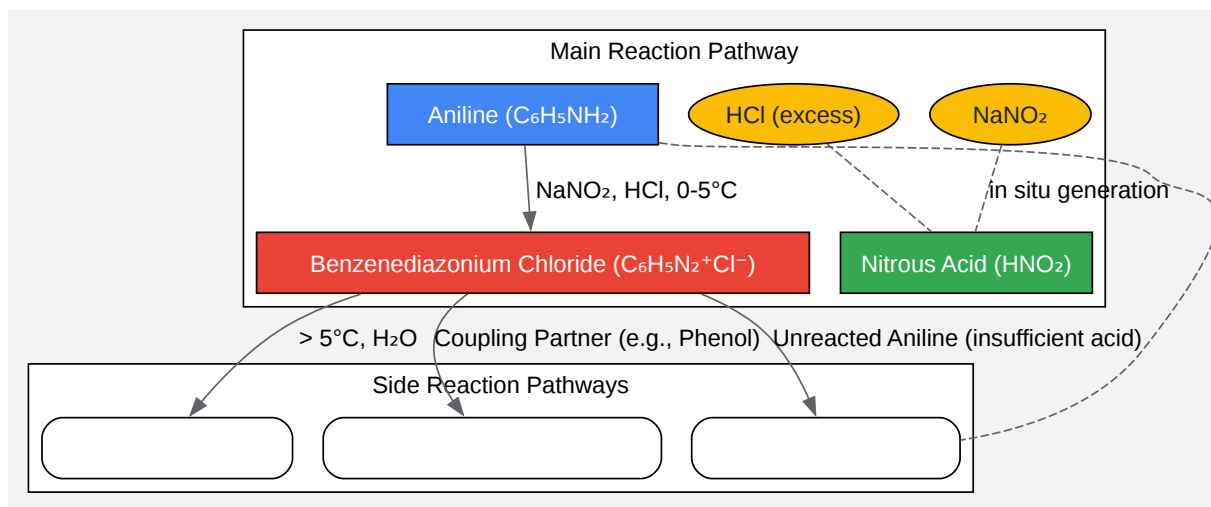 Main Reaction Pathway
Aniline (C₆H₅NH₂)
HCl (excess)
NaNO₂
NaNO₂, HCl, 0-5°C
in situ generation
Benzenediazonium Chloride (C₆H₅N₂⁺Cl⁻)
Nitrous Acid (HNO₂)
> 5°C, H₂O
Coupling Partner (e.g., Phenol)
Unreacted Aniline (insufficient acid)
Side Reaction Pathways